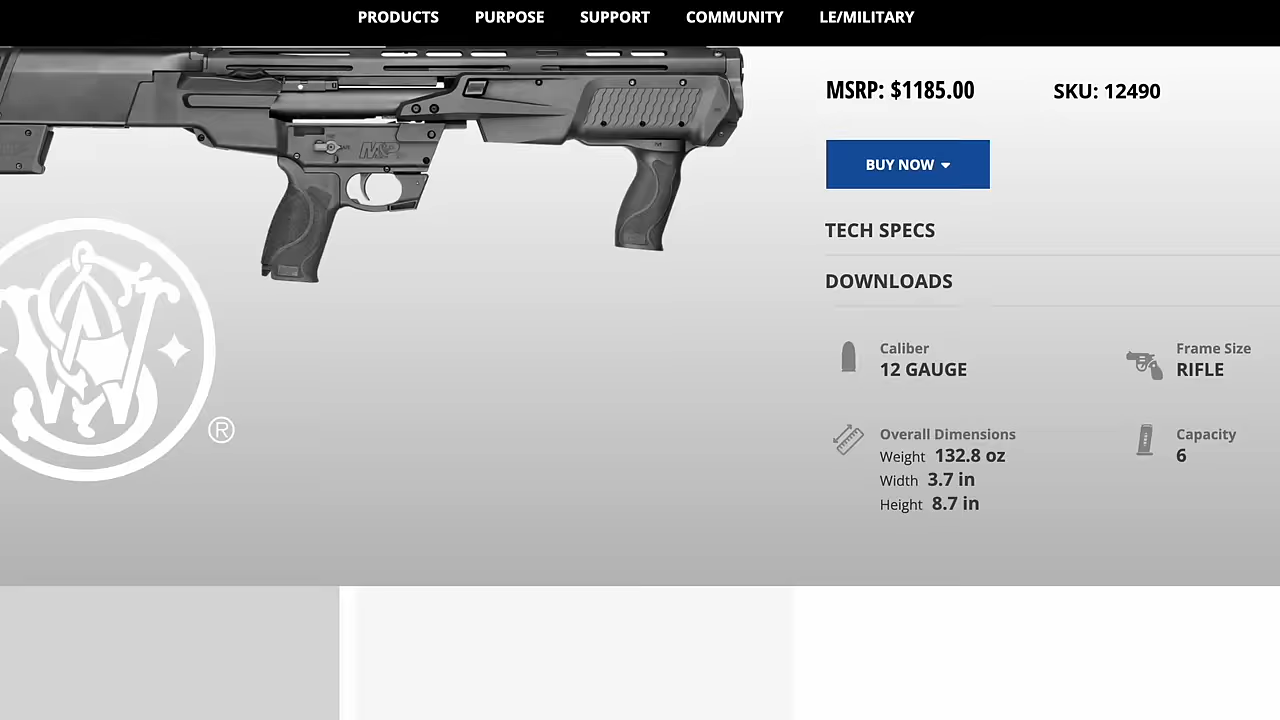 PRODUCTS PURPOSE SUPPORT COMMUNITY LE/MILITARY
MSRP: $1185.00 SKU: 12490
BUY NOW
TECH SPECS
DOWNLOADS
Caliber
12 GAUGE
Frame Size
RIFLE
Overall Dimensions
Weight 132.8 oz
Width 3.7 in
Height 8.7 in
Capacity
6
M&P
®